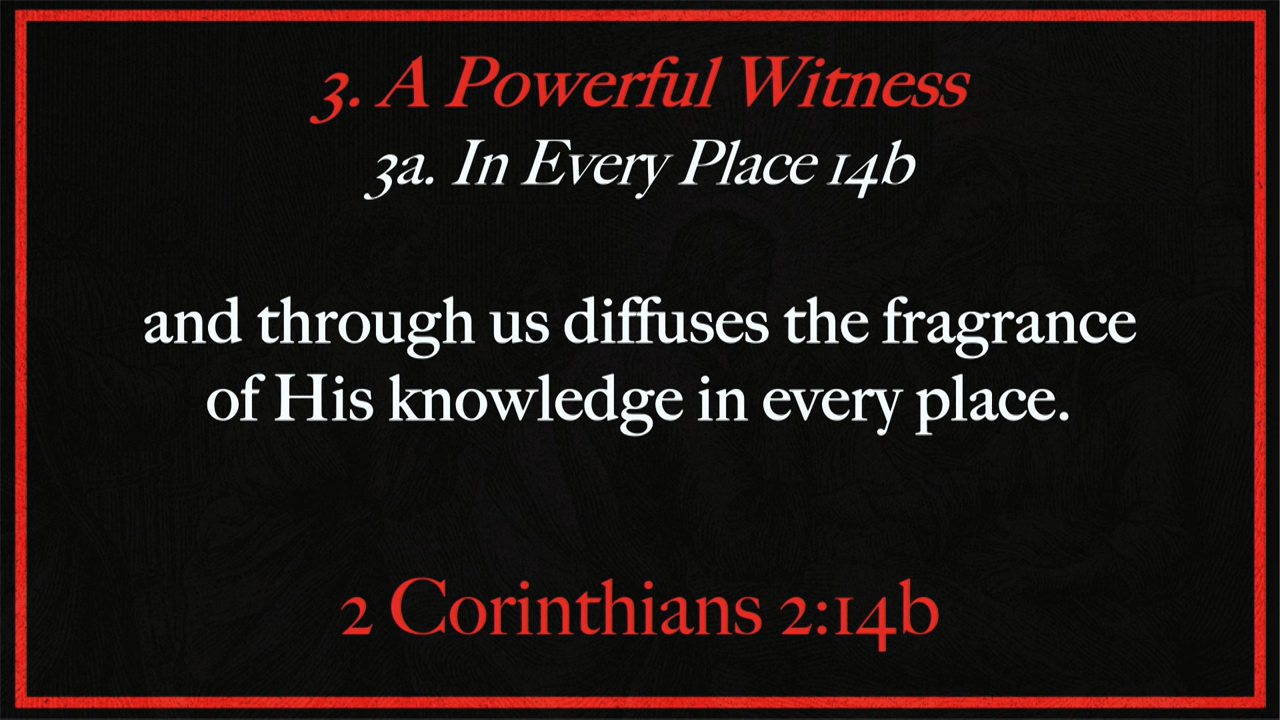 3. A Powerful Witness
3a. In Every Place 14b
and through us diffuses the fragrance
of His knowledge in every place.
2 Corinthians 2:14b